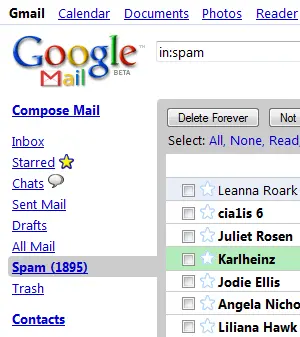 Gmail Calendar Documents Photos Reader
Google™
Mail BETA
in:spam
Compose Mail
Inbox
Starred
Chats
Sent Mail
Drafts
All Mail
Spam (1895)
Trash
Contacts
Delete Forever Not
Select: All, None, Read,
Leanna Roark
cia1is 6
Juliet Rosen
Karlheinz
Jodie Ellis
Angela Nicho
Liliana Hawk